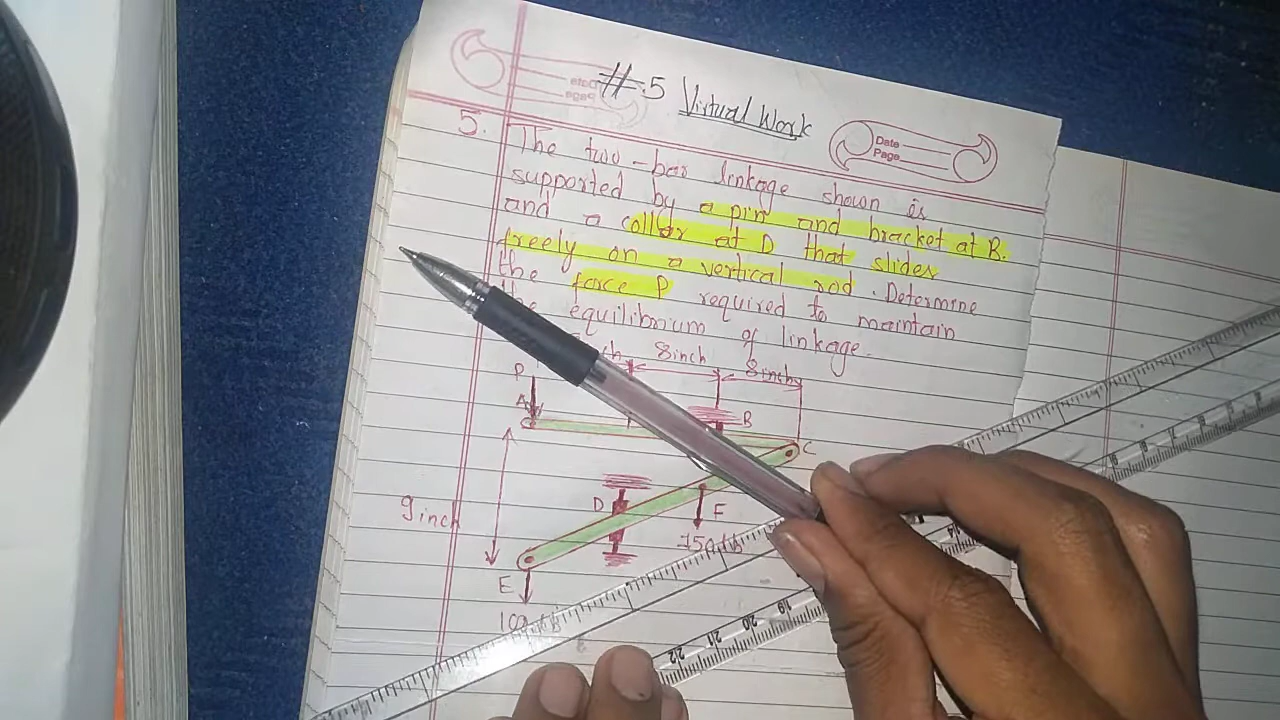 #.5 Virtual Work
Date
Page
5. The two-bar linkage shown is
supported by a pin and bracket at B.
and a collar at D that slides
freely on a vertical rod. Determine
the force P required to maintain
the equilibrium of linkage.
8inch 8inch
P
A B
C
9inch
D F
150lb
E